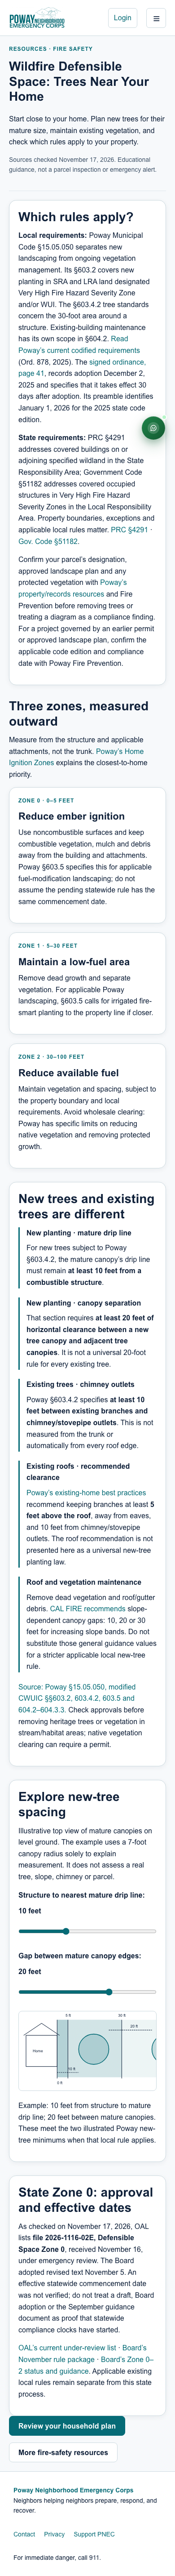 POWAY NEIGHBORHOOD
EMERGENCY CORPS
Login
RESOURCES · FIRE SAFETY
Wildfire Defensible
Space: Trees Near Your
Home
Start close to your home. Plan new trees for their
mature size, maintain existing vegetation, and
check which rules apply to your property.
Sources checked November 17, 2026. Educational
guidance, not a parcel inspection or emergency alert.
Which rules apply?
Local requirements: Poway Municipal
Code §15.05.050 separates new
landscaping from ongoing vegetation
management. Its §603.2 covers new
planting in SRA and LRA land designated
Very High Fire Hazard Severity Zone
and/or WUI. The §603.4.2 tree standards
concern the 30-foot area around a
structure. Existing-building maintenance
has its own scope in §604.2. Read
Poway's current codified requirements
(Ord. 878, 2025). The signed ordinance,
page 41, records adoption December 2,
2025 and specifies that it takes effect 30
days after adoption. Its preamble identifies
January 1, 2026 for the 2025 state code
edition.
State requirements: PRC §4291
addresses covered buildings on or
adjoining specified wildland in the State
Responsibility Area; Government Code
§51182 addresses covered occupied
structures in Very High Fire Hazard
Severity Zones in the Local Responsibility
Area. Property boundaries, exceptions and
applicable local rules matter. PRC §4291 ·
Gov. Code §51182.
Confirm your parcel's designation,
approved landscape plan and any
protected vegetation with Poway's
property/records resources and Fire
Prevention before removing trees or
treating a diagram as a compliance finding.
For a project governed by an earlier permit
or approved landscape plan, confirm the
applicable code edition and compliance
date with Poway Fire Prevention.
Three zones, measured
outward
Measure from the structure and applicable
attachments, not the trunk. Poway's Home
Ignition Zones explains the closest-to-home
priority.
ZONE 0 · 0–5 FEET
Reduce ember ignition
Use noncombustible surfaces and keep
combustible vegetation, mulch and debris
away from the building and attachments.
Poway §603.5 specifies this for applicable
fuel-modification landscaping; do not
assume the pending statewide rule has the
same commencement date.
ZONE 1 · 5–30 FEET
Maintain a low-fuel area
Remove dead growth and separate
vegetation. For applicable Poway
landscaping, §603.5 calls for irrigated fire-
smart planting to the property line if closer.
ZONE 2 · 30–100 FEET
Reduce available fuel
Maintain vegetation and spacing, subject to
the property boundary and local
requirements. Avoid wholesale clearing:
Poway has specific limits on reducing
native vegetation and removing protected
growth.
New trees and existing
trees are different
New planting · mature drip line
For new trees subject to Poway
§603.4.2, the mature canopy's drip line
must remain at least 10 feet from a
combustible structure.
New planting · canopy separation
That section requires at least 20 feet of
horizontal clearance between a new
tree canopy and adjacent tree
canopies. It is not a universal 20-foot
rule for every existing tree.
Existing trees · chimney outlets
Poway §603.4.2 specifies at least 10
feet between existing branches and
chimney/stovepipe outlets. This is not
measured from the trunk or
automatically from every roof edge.
Existing roofs · recommended
clearance
Poway's existing-home best practices
recommend keeping branches at least 5
feet above the roof, away from eaves,
and 10 feet from chimney/stovepipe
outlets. The roof recommendation is not
presented here as a universal new-tree
planting law.
Roof and vegetation maintenance
Remove dead vegetation and roof/gutter
debris. CAL FIRE recommends slope-
dependent canopy gaps: 10, 20 or 30
feet for increasing slope bands. Do not
substitute those general guidance values
for a stricter applicable local new-tree
rule.
Source: Poway §15.05.050, modified
CWUIC §§603.2, 603.4.2, 603.5 and
604.2–604.3.3. Check approvals before
removing heritage trees or vegetation in
stream/habitat areas; native vegetation
clearing can require a permit.
Explore new-tree
spacing
Illustrative top view of mature canopies on
level ground. The example uses a 7-foot
canopy radius solely to explain
measurement. It does not assess a real
tree, slope, chimney or parcel.
Structure to nearest mature drip line:
10 feet
Gap between mature canopy edges:
20 feet
5 ft
30 ft
20 ft
Home
10 ft
0 ft
Example: 10 feet from structure to mature
drip line; 20 feet between mature canopies.
These meet the two illustrated Poway new-
tree minimums when that local rule applies.
State Zone 0: approval
and effective dates
As checked on November 17, 2026, OAL
lists file 2026-1116-02E, Defensible
Space Zone 0, received November 16,
under emergency review. The Board
adopted revised text November 5. An
effective statewide commencement date
was not verified; do not treat a draft, Board
adoption or the September guidance
document as proof that statewide
compliance clocks have started.
OAL's current under-review list · Board's
November rule package · Board's Zone 0–
2 status and guidance. Applicable existing
local rules remain separate from this state
process.
Review your household plan
More fire-safety resources
Poway Neighborhood Emergency Corps
Neighbors helping neighbors prepare, respond, and
recover.
Contact Privacy Support PNEC
For immediate danger, call 911.